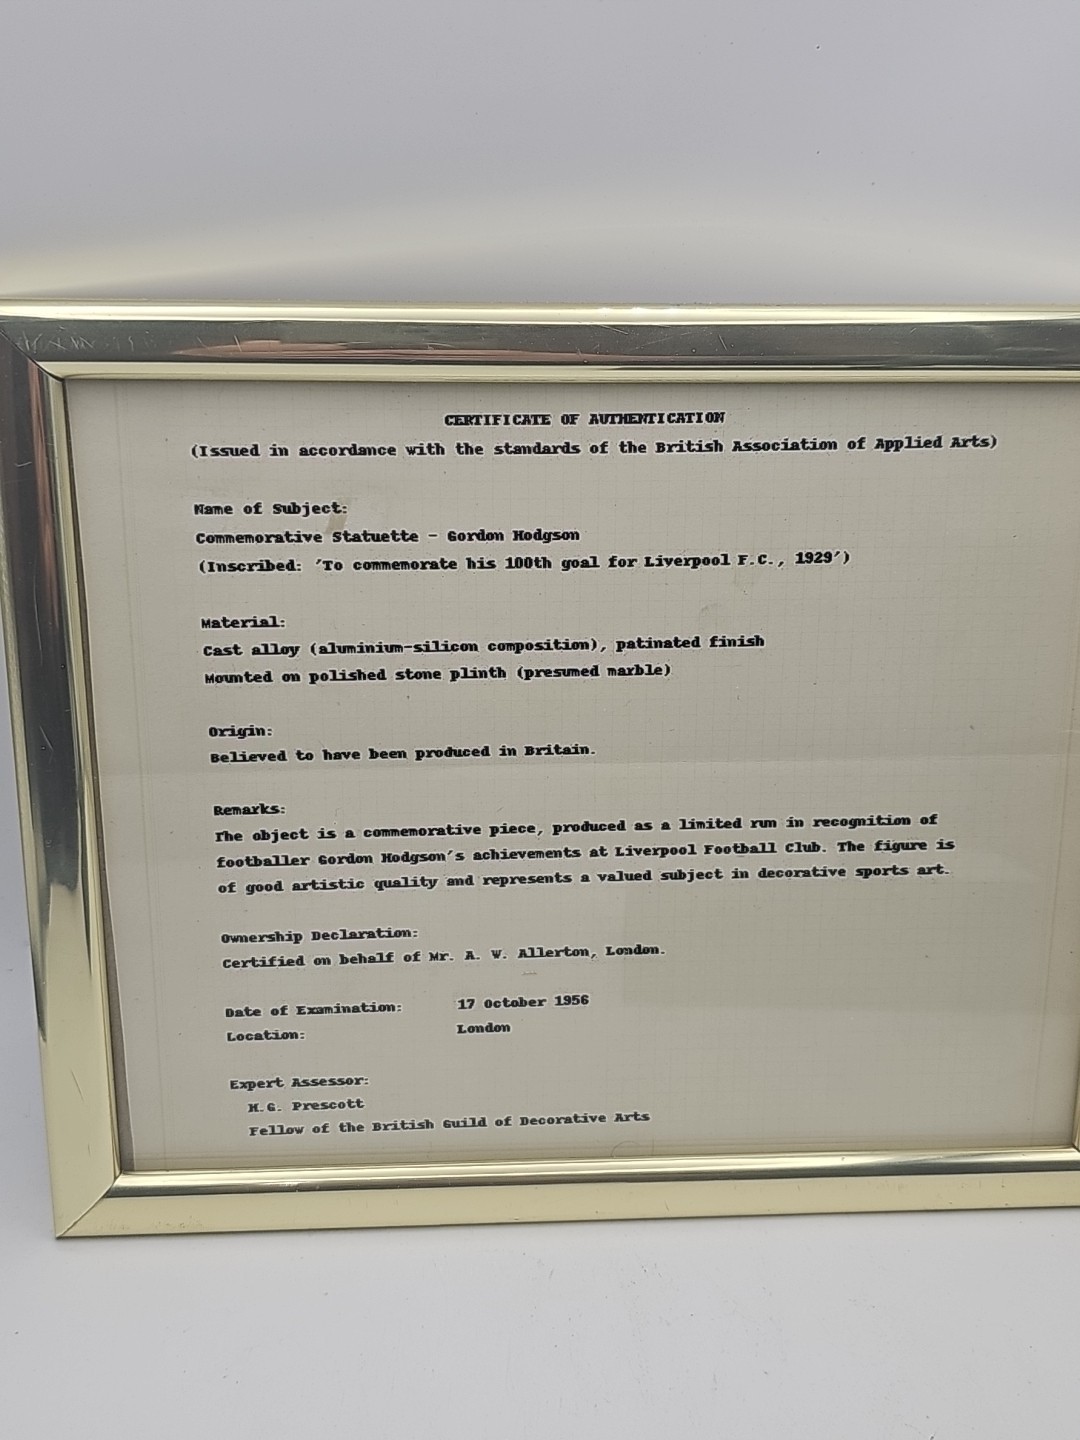 CERTIFICATE OF AUTHENTICATION
(Issued in accordance with the standards of the British Association of Applied Arts)
Name of Subject:
Commemorative Statuette - Gordon Hodgson
(Inscribed: 'To commemorate his 100th goal for Liverpool F.C., 1929')
Material:
Cast alloy (aluminium-silicon composition), patinated finish
Mounted on polished stone plinth (presumed marble)
Origin:
Believed to have been produced in Britain.
Remarks:
The object is a commemorative piece, produced as a limited run in recognition of
footballer Gordon Hodgson's achievements at Liverpool Football Club. The figure is
of good artistic quality and represents a valued subject in decorative sports art.
Ownership Declaration:
Certified on behalf of Mr. A. W. Allerton, London.
Date of Examination: 17 October 1956
Location: London
Expert Assessor:
H.G. Prescott
Fellow of the British Guild of Decorative Arts